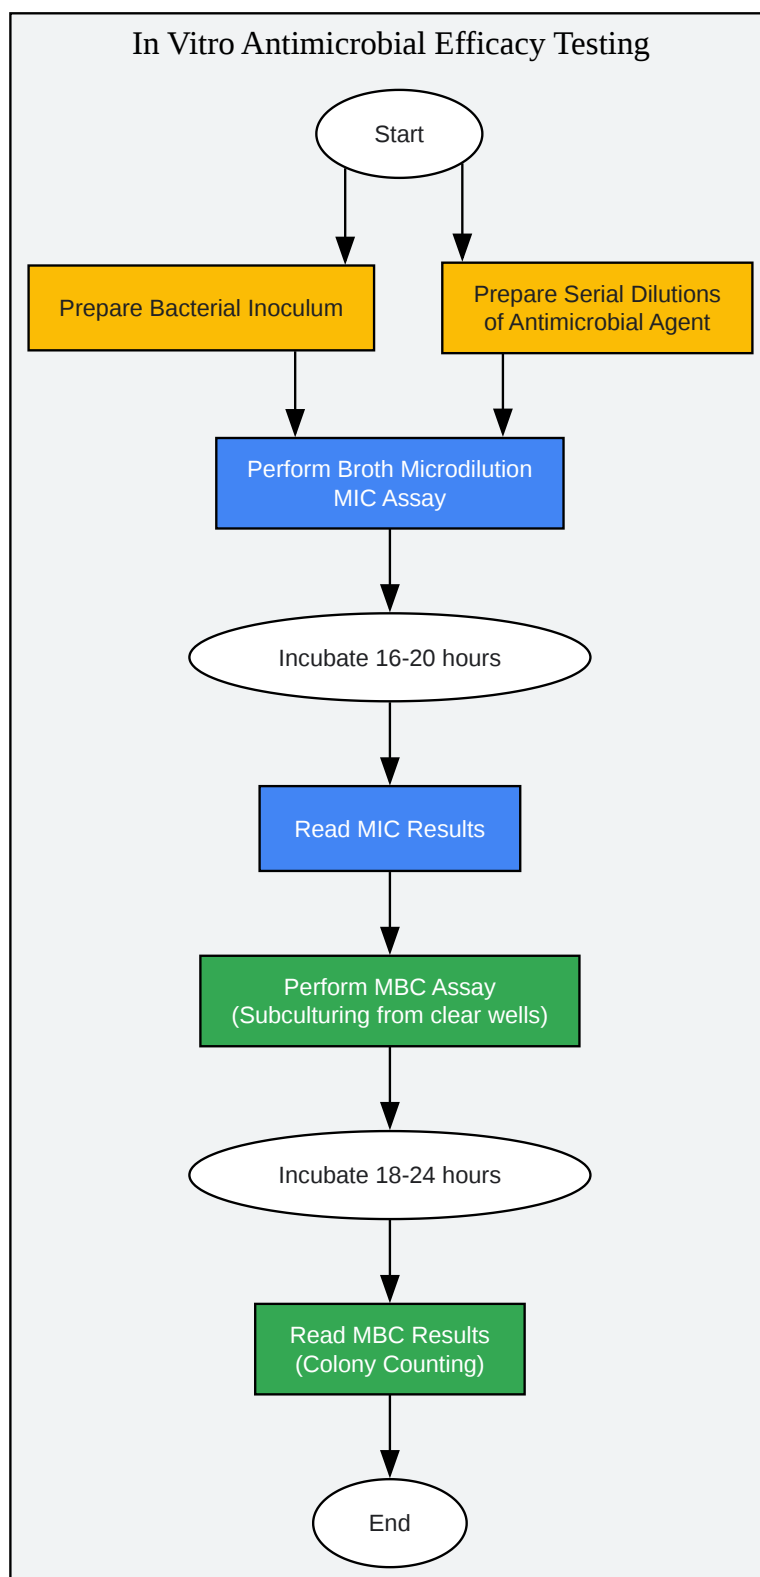 In Vitro Antimicrobial Efficacy Testing
Start
Prepare Bacterial Inoculum
Prepare Serial Dilutions
of Antimicrobial Agent
Perform Broth Microdilution
MIC Assay
Incubate 16-20 hours
Read MIC Results
Perform MBC Assay
(Subculturing from clear wells)
Incubate 18-24 hours
Read MBC Results
(Colony Counting)
End